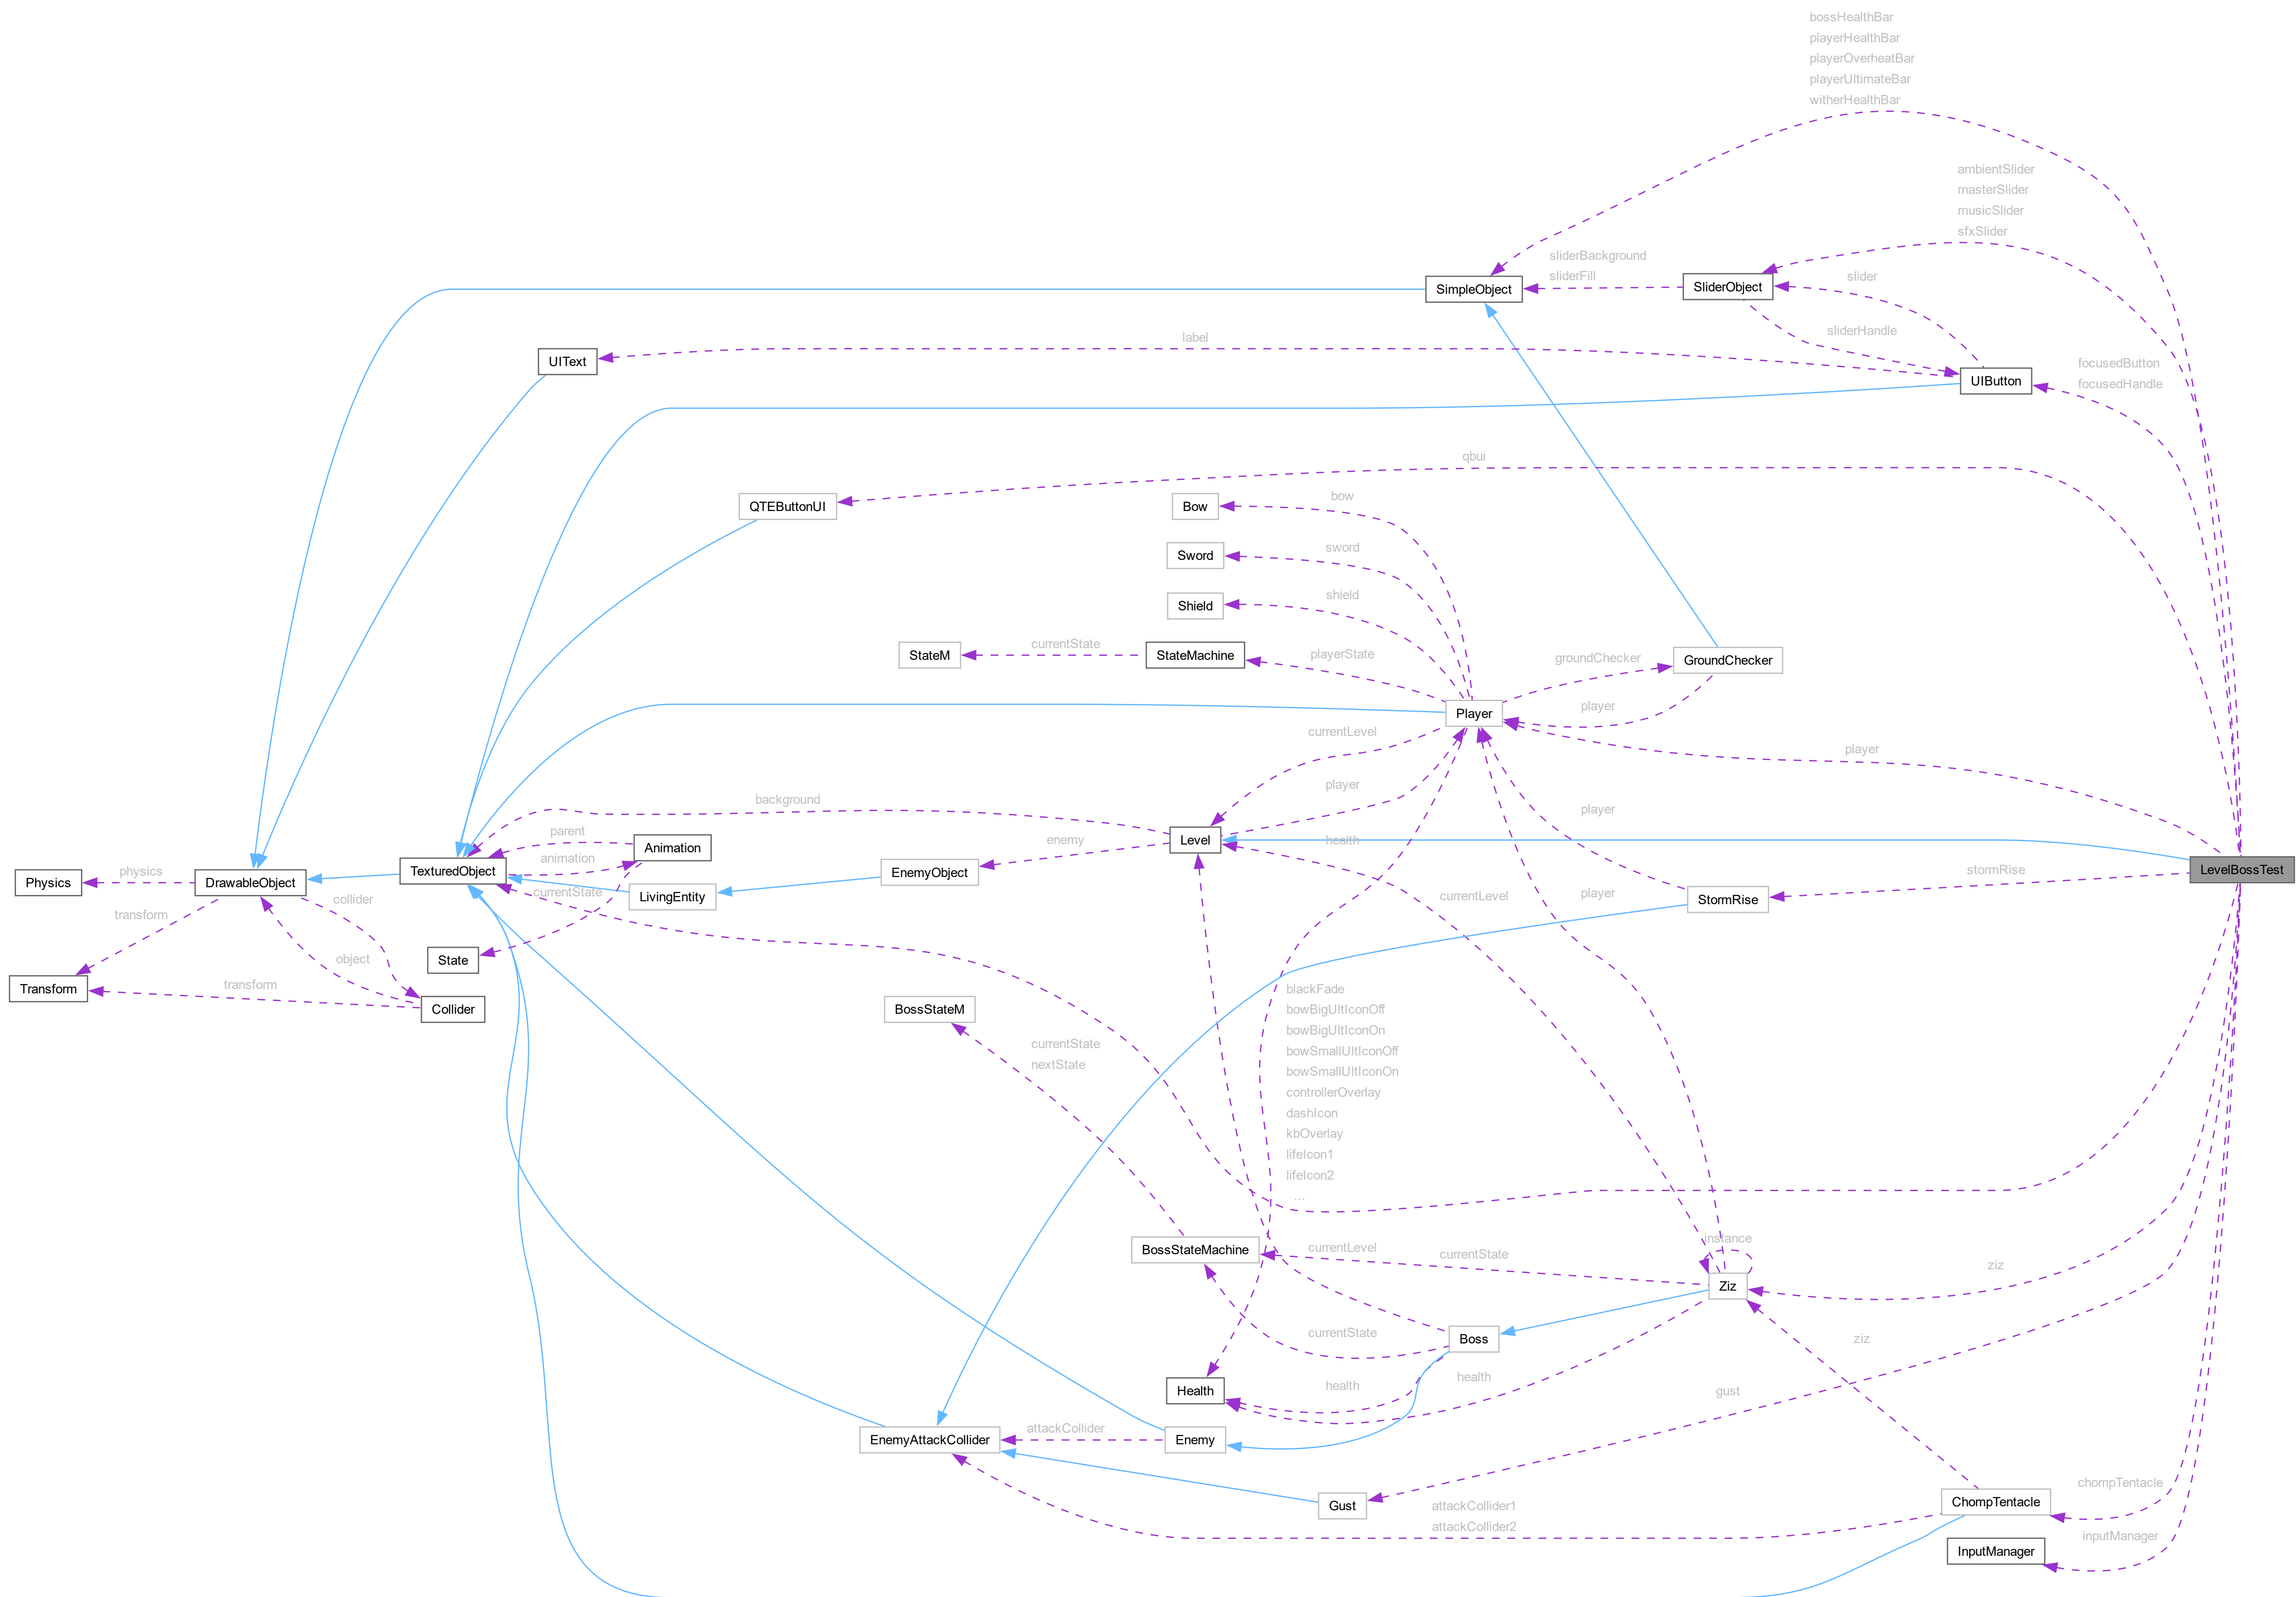 bossHealthBar
playerHealthBar
playerOverheatBar
playerUltimateBar
witherHealthBar
ambientSlider
masterSlider
musicSlider
sfxSlider
sliderBackground
sliderFill
slider
SimpleObject
SliderObject
sliderHandle
label
UIText
focusedButton
focusedHandle
UIButton
qbui
QTEButtonUI
bow
Bow
sword
Sword
shield
Shield
currentState
StateM
StateMachine
playerState
groundChecker
GroundChecker
player
Player
currentLevel
player
player
background
parent
Animation
enemy
Level
health
animation
TexturedObject
physics
Physics
DrawableObject
collider
currentState
LivingEntity
EnemyObject
currentLevel
player
player
stormRise
StormRise
LevelBossTest
transform
object
State
transform
Transform
Collider
BossStateM
currentState
nextState
blackFade
bowBigUltIconOff
bowBigUltIconOn
bowSmallUltIconOff
bowSmallUltIconOn
controllerOverlay
dashIcon
kbOverlay
lifeIcon1
lifeIcon2
...
BossStateMachine
currentLevel
currentState
instance
Ziz
ziz
currentState
Boss
ziz
health
health
Health
gust
attackCollider
EnemyAttackCollider
Enemy
Gust
attackCollider1
attackCollider2
chompTentacle
ChompTentacle
inputManager
InputManager